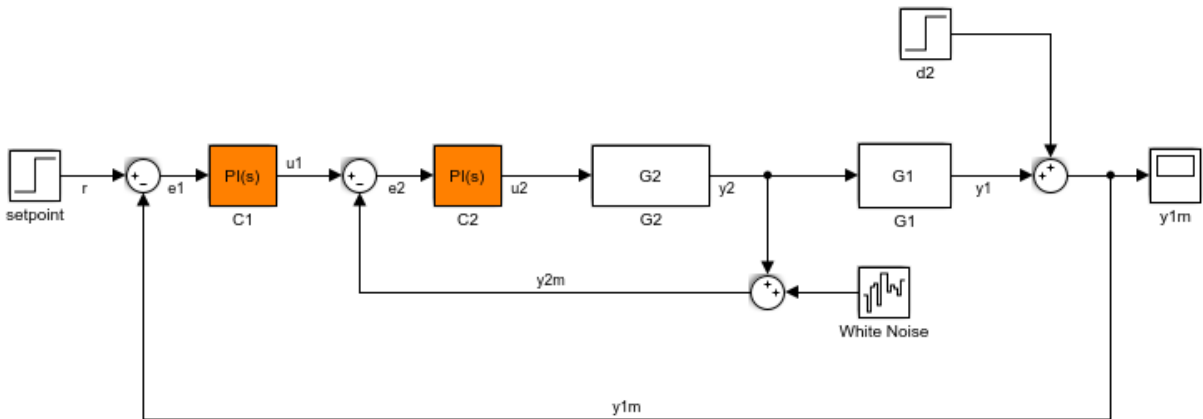 d2
setpoint
r
e1
PI(s)
C1
u1
e2
PI(s)
C2
u2
G2
G2
y2
G1
G1
y1
y1m
y2m
White Noise
y1m